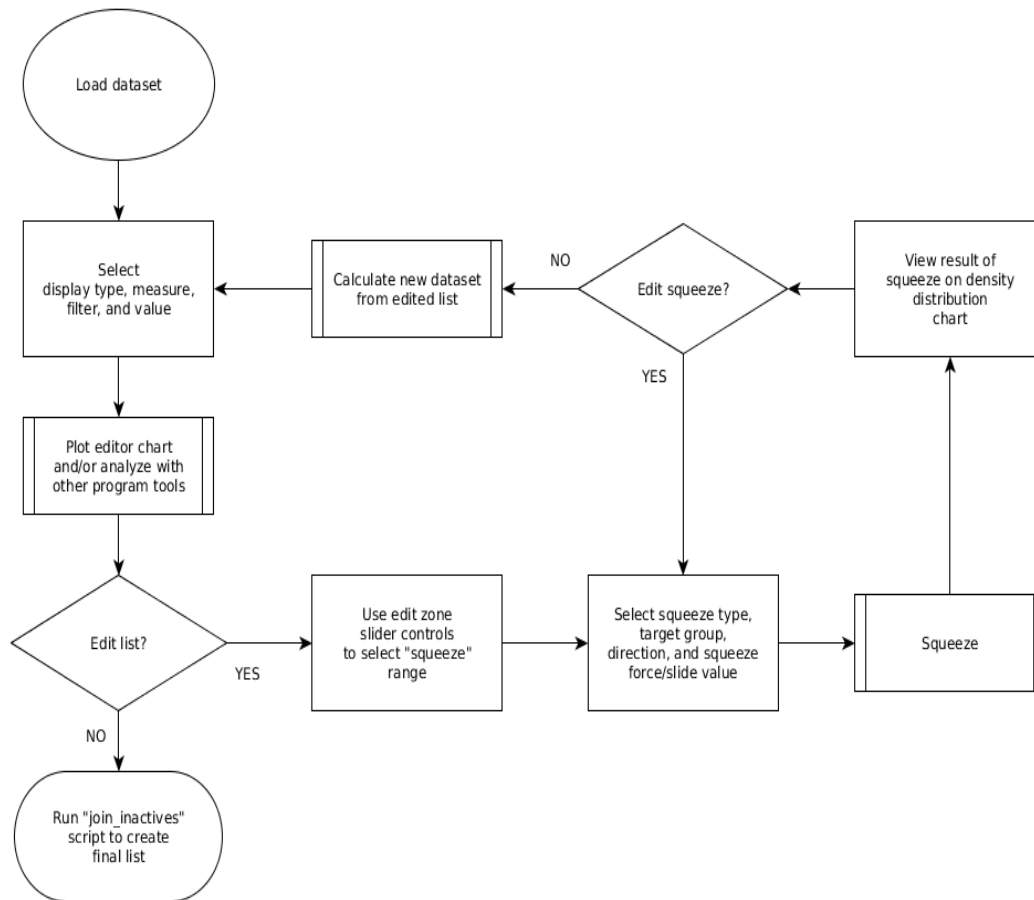 Load dataset
Select
display type, measure,
filter, and value
Plot editor chart
and/or analyze with
other program tools
Edit list?
YES
NO
Run "join_inactives"
script to create
final list
Use edit zone
slider controls
to select "squeeze"
range
Select squeeze type,
target group,
direction, and squeeze
force/slide value
Squeeze
View result of
squeeze on density
distribution
chart
Edit squeeze?
YES
NO
Calculate new dataset
from edited list